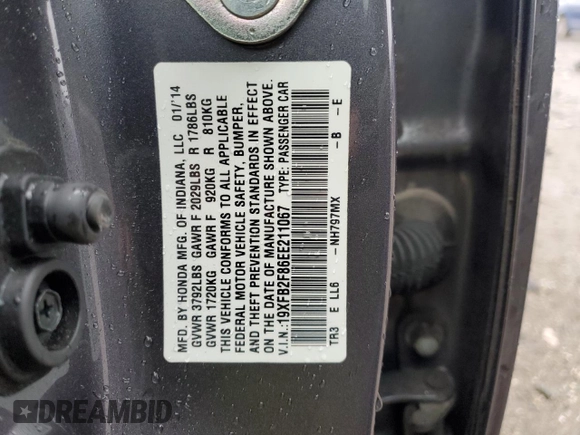 MFD. BY HONDA MFG. OF INDIANA, LLC 01/'14
GVWR 3792LBS GAWR F 2029LBS R 1786LBS
GVWR 1720KG GAWR F 920KG R 810KG
THIS VEHICLE CONFORMS TO ALL APPLICABLE
FEDERAL MOTOR VEHICLE SAFETY, BUMPER,
AND THEFT PREVENTION STANDARDS IN EFFECT
ON THE DATE OF MANUFACTURE SHOWN ABOVE.
V.I.N.:19XFB2F86EE211067 TYPE: PASSENGER CAR
-NH797MX -B -E
TR3 E LL6
DREAMBID